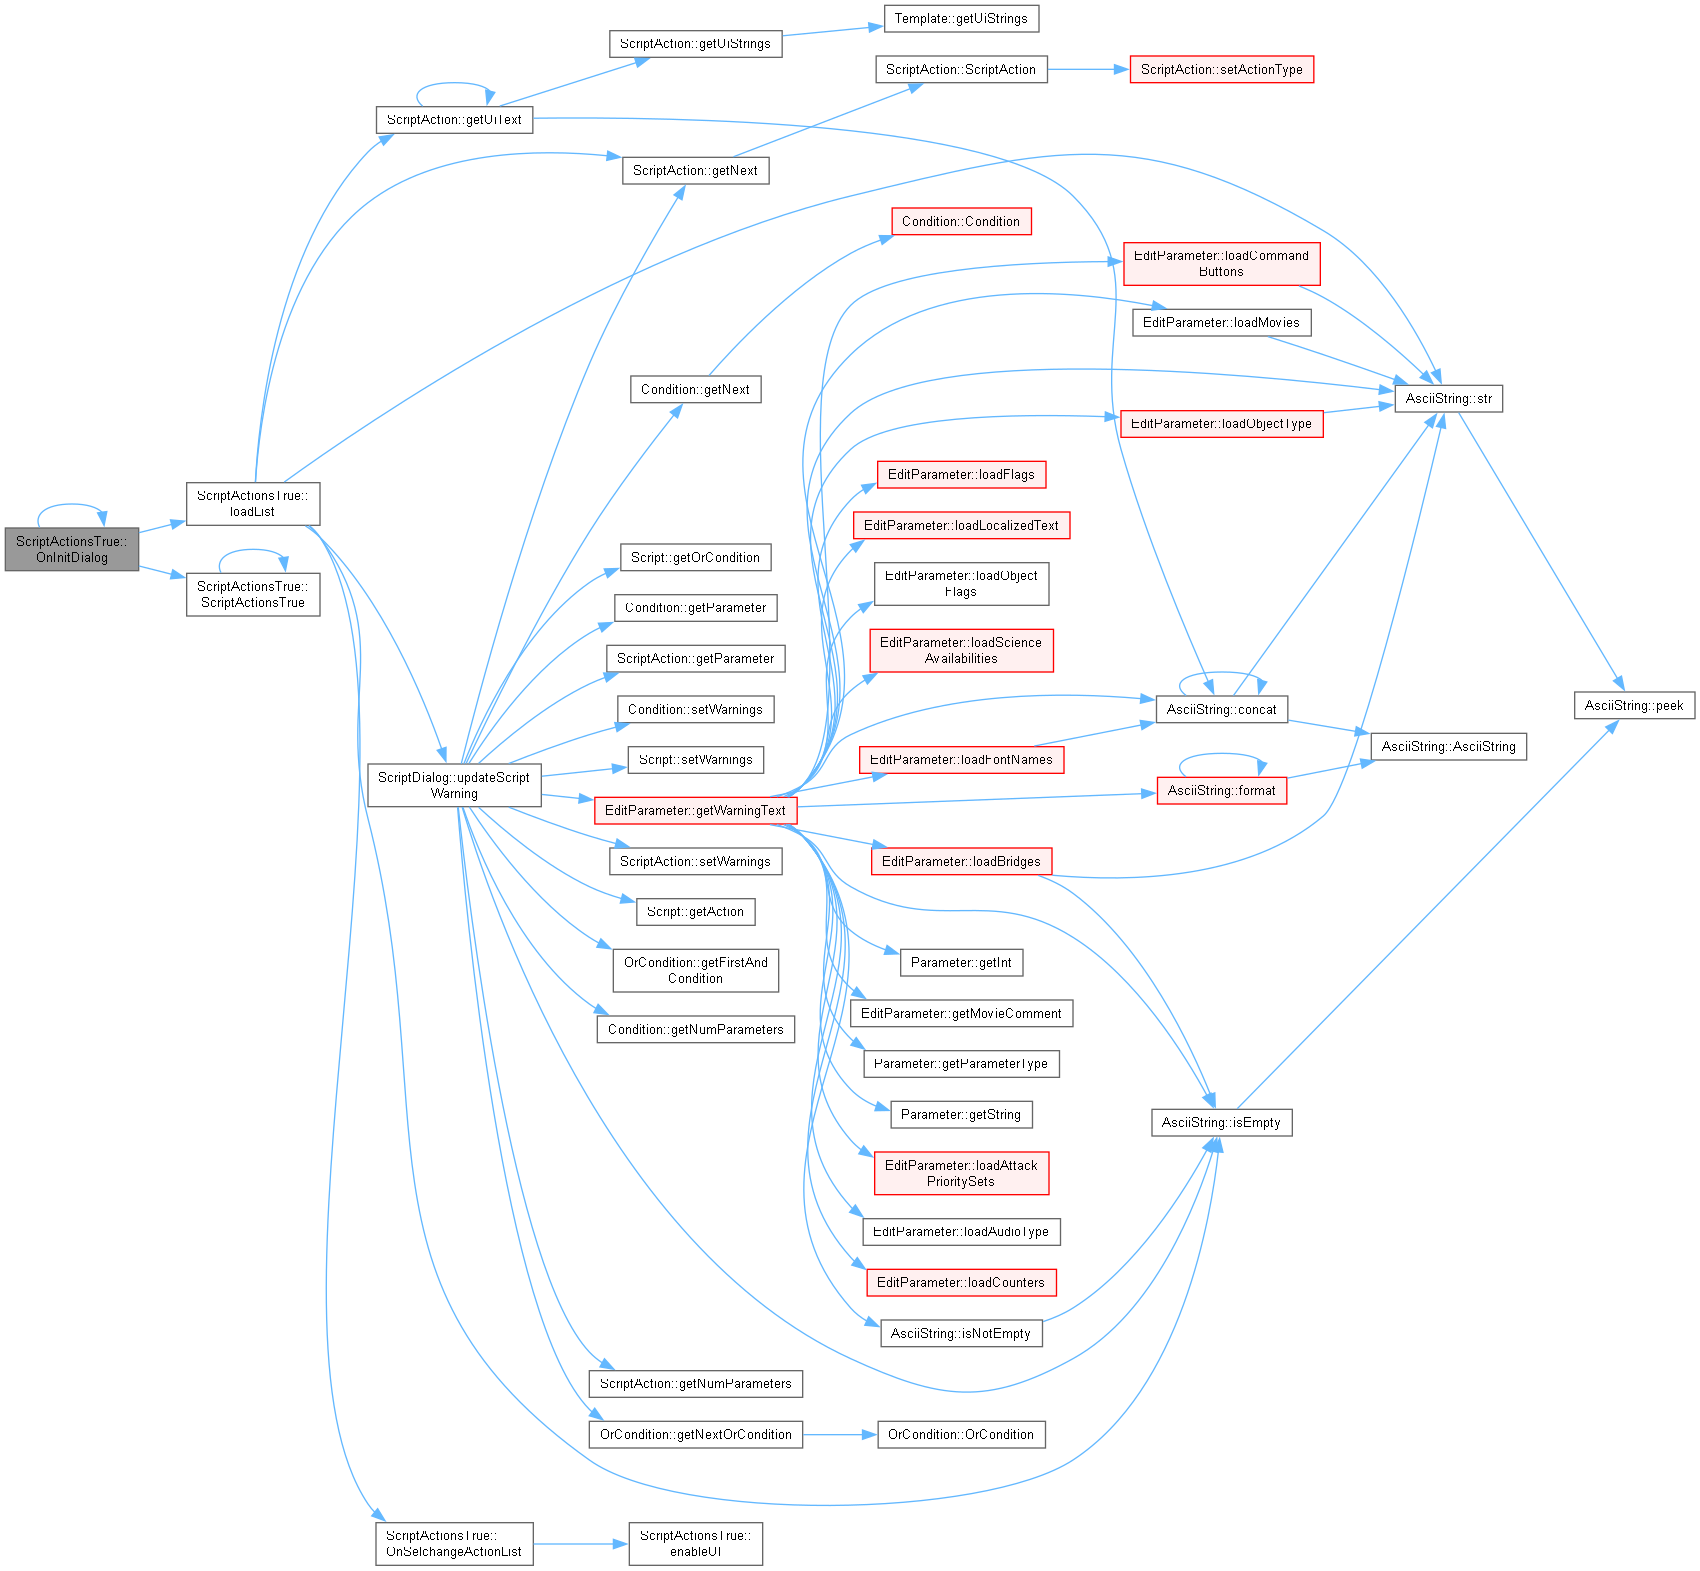 Template::getUiStrings
ScriptAction::getUiStrings
ScriptAction::ScriptAction
ScriptAction::setActionType
ScriptAction::getUiText
ScriptAction::getNext
Condition::Condition
EditParameter::loadCommand
Buttons
EditParameter::loadMovies
Condition::getNext
AsciiString::str
EditParameter::loadObjectType
EditParameter::loadFlags
ScriptActionsTrue::
loadList
EditParameter::loadLocalizedText
ScriptActionsTrue::
OnInitDialog
Script::getOrCondition
EditParameter::loadObject
Flags
ScriptActionsTrue::
ScriptActionsTrue
Condition::getParameter
EditParameter::loadScience
Availabilities
ScriptAction::getParameter
Condition::setWarnings
AsciiString::concat
AsciiString::peek
Script::setWarnings
EditParameter::loadFontNames
AsciiString::AsciiString
ScriptDialog::updateScript
Warning
AsciiString::format
EditParameter::getWarningText
ScriptAction::setWarnings
EditParameter::loadBridges
Script::getAction
OrCondition::getFirstAnd
Condition
Parameter::getInt
EditParameter::getMovieComment
Condition::getNumParameters
Parameter::getParameterType
Parameter::getString
AsciiString::isEmpty
EditParameter::loadAttack
PrioritySets
EditParameter::loadAudioType
EditParameter::loadCounters
AsciiString::isNotEmpty
ScriptAction::getNumParameters
OrCondition::getNextOrCondition
OrCondition::OrCondition
ScriptActionsTrue::
OnSelchangeActionList
ScriptActionsTrue::
enableUI